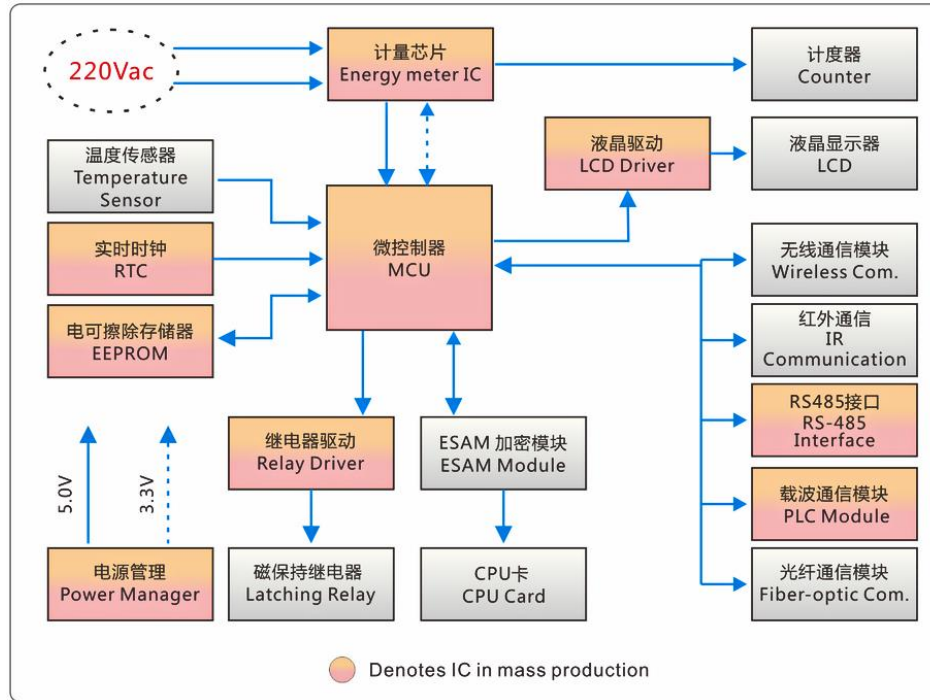 220Vac
计量芯片
Energy meter IC
计度器
Counter
液晶驱动
LCD Driver
液晶显示器
LCD
温度传感器
Temperature
Sensor
实时时钟
RTC
电可擦除存储器
EEPROM
微控制器
MCU
无线通信模块
Wireless Com.
红外通信
IR
Communication
RS485接口
RS-485
Interface
载波通信模块
PLC Module
光纤通信模块
Fiber-optic Com.
继电器驱动
Relay Driver
ESAM 加密模块
ESAM Module
5.0V
3.3V
电源管理
Power Manager
磁保持继电器
Latching Relay
CPU卡
CPU Card
Denotes IC in mass production